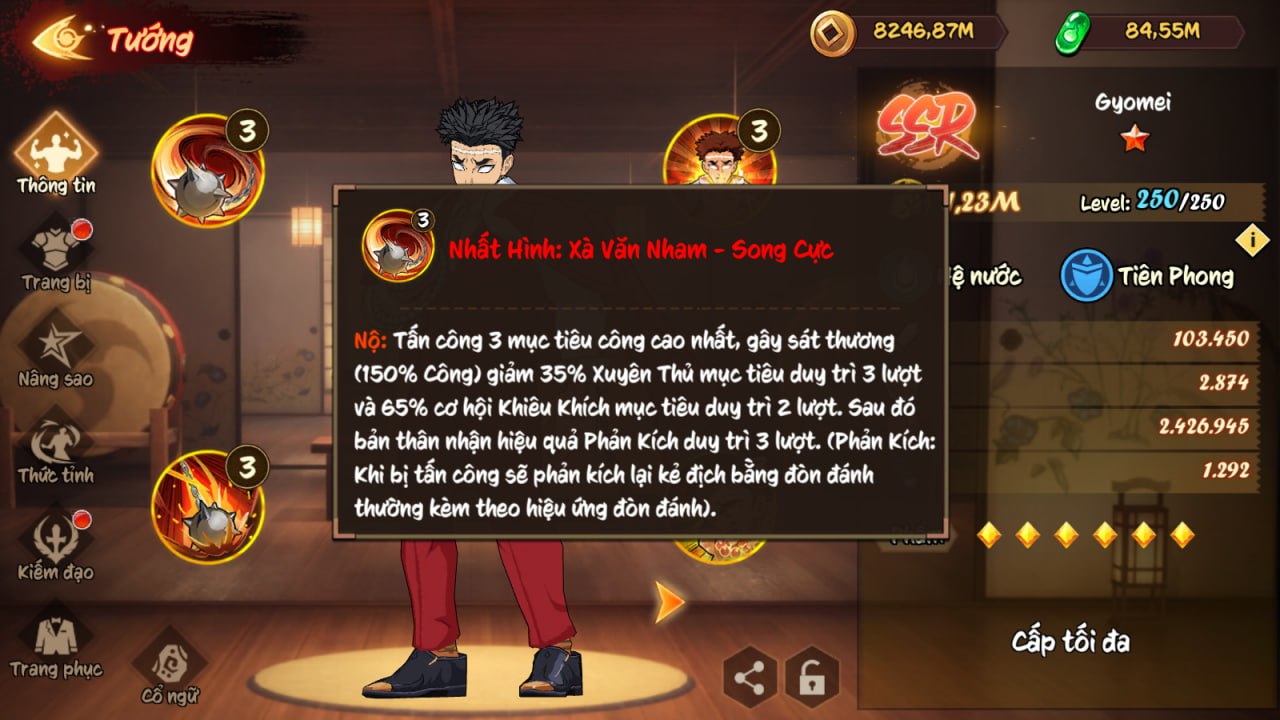 Tướng
8246,87M
84,55M
SSR
Gyomei
Thông tin
3
3
,23M
Level: 250/250
Trang bị
3
Nhất Hình: Xà Văn Nham - Song Cực
i
ệ nước
Tiên Phong
Nộ: Tấn công 3 mục tiêu công cao nhất, gây sát thương
(150% Công) giảm 35% Xuyên Thủ mục tiêu duy trì 3 lượt
và 65% cơ hội Khiêu Khích mục tiêu duy trì 2 lượt. Sau đó
bản thân nhận hiệu quả Phản Kích duy trì 3 lượt. (Phản Kích:
Khi bị tấn công sẽ phản kích lại kẻ địch bằng đòn đánh
thường kèm theo hiệu ứng đòn đánh).
103.450
2.874
2.426.945
1.292
Nâng sao
Thức tỉnh
3
Kiếm đạo
Trang phục
Cổ ngữ
Cấp tối đa